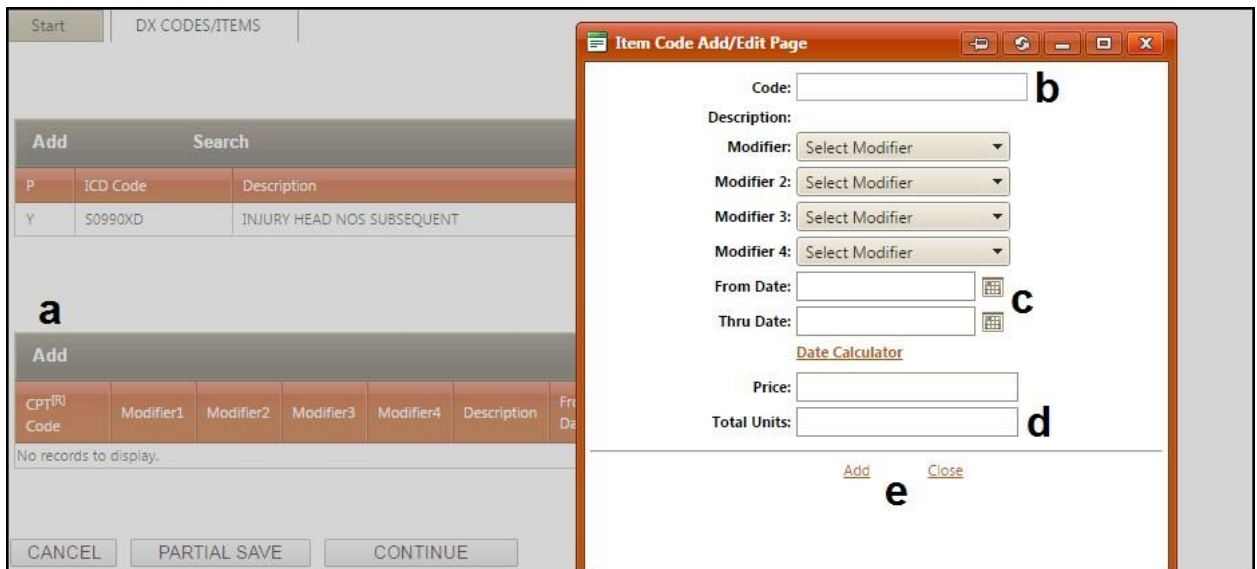 Start DX CODES/ITEMS
Add Search
P ICD Code Description
Y S0990XD INJURY HEAD NOS SUBSEQUENT
a
Add
CPT[R] Code Modifier1 Modifier2 Modifier3 Modifier4 Description
No records to display.
CANCEL PARTIAL SAVE CONTINUE
Item Code Add/Edit Page
Code: b
Description:
Modifier: Select Modifier
Modifier 2: Select Modifier
Modifier 3: Select Modifier
Modifier 4: Select Modifier
From Date: c
Thru Date:
Date Calculator
Price:
Total Units: d
Add Close
e